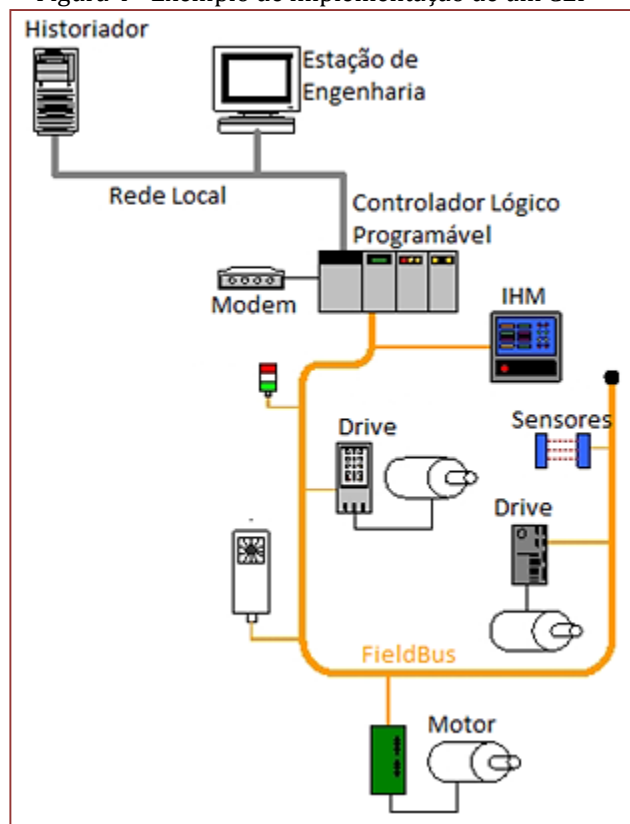 Historiador
Estação de
Engenharia
Rede Local
Controlador Lógico
Programável
Modem
IHM
Drive
Sensores
Drive
FieldBus
Motor